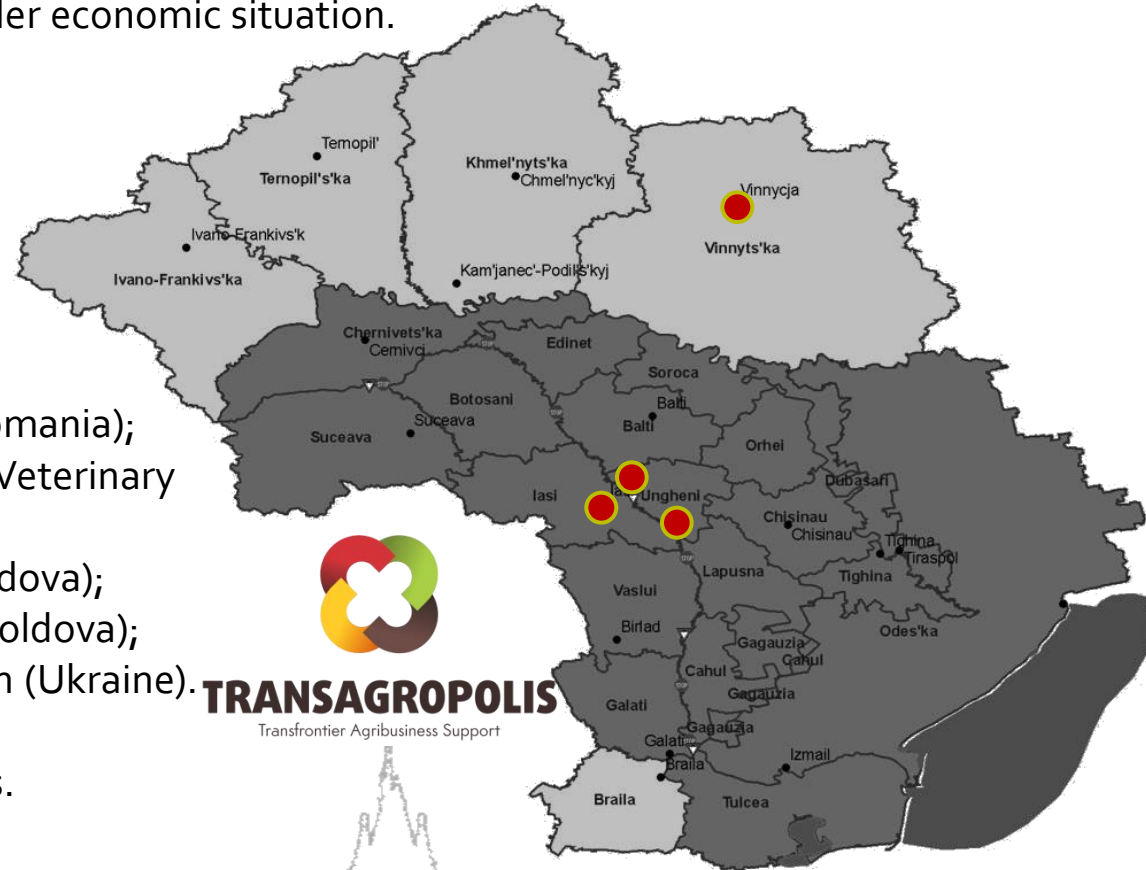 ler economic situation.
Ternopil'
Ternopil's'ka
Khmel'nyts'ka
Chmel'nyc'kyj
Vinnycja
Vinnyts'ka
Ivano-Frankivs'k
Ivano-Frankivs'ka
Kam'janec'-Podil's'kyj
Chernivets'ka
Cernivci
Edinet
Soroca
Botosani
Balti
Balti
Suceava
Suceava
Orhei
omania);
Veterinary
Iasi
Ungheni
Dubasari
Chisinau
Chisinau
Tighina
Tiraspol
Tighina
Lapusna
Vaslui
dova);
Birlad
Odes'ka
oldova);
Gagauzia
Cahul
Cahul
n (Ukraine).
Gagauzia
TRANSAGROPOLIS
Transfrontier Agribusiness Support
Galati
Gagauzia
Galati
Izmail
Braila
s.
Braila
Tulcea